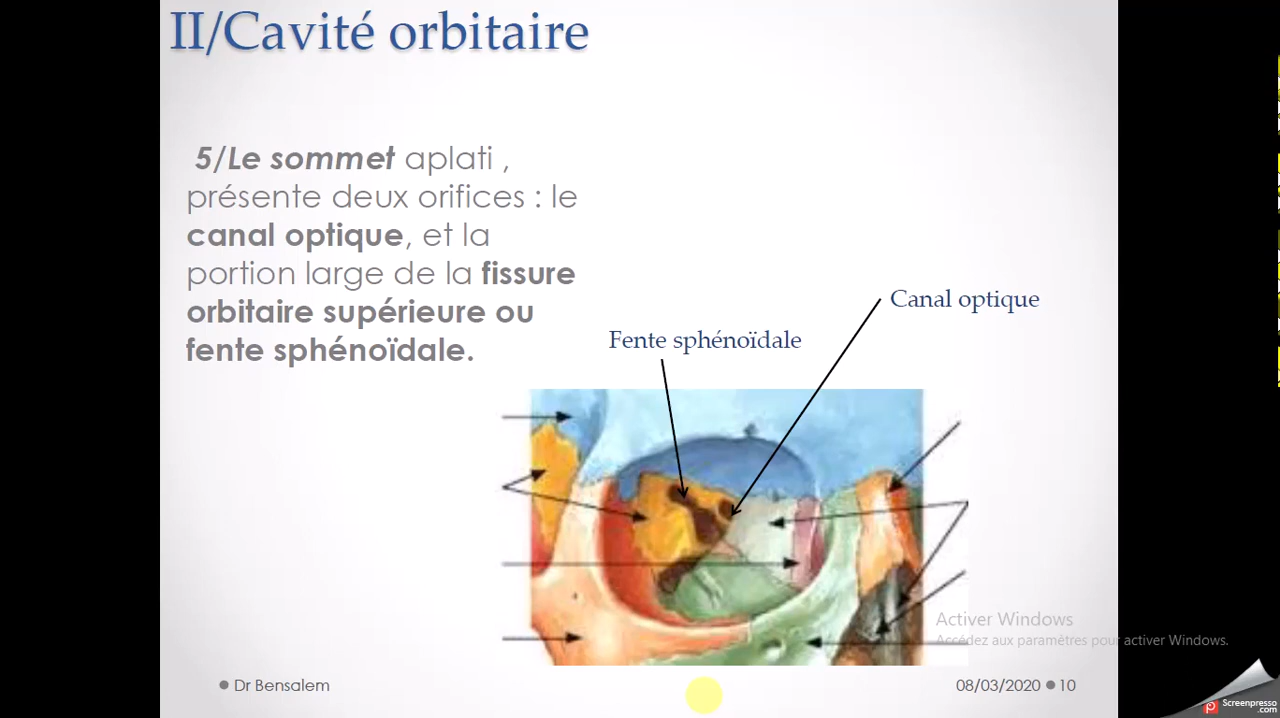 II/Cavité orbitaire
5/Le sommet aplati ,
présente deux orifices : le
canal optique, et la
portion large de la fissure
orbitaire supérieure ou
fente sphénoïdale.
Canal optique
Fente sphénoïdale
Activer Windows
Accédez aux paramètres pour activer Windows.
Dr Bensalem
08/03/2020
10
Screenpresso
.com